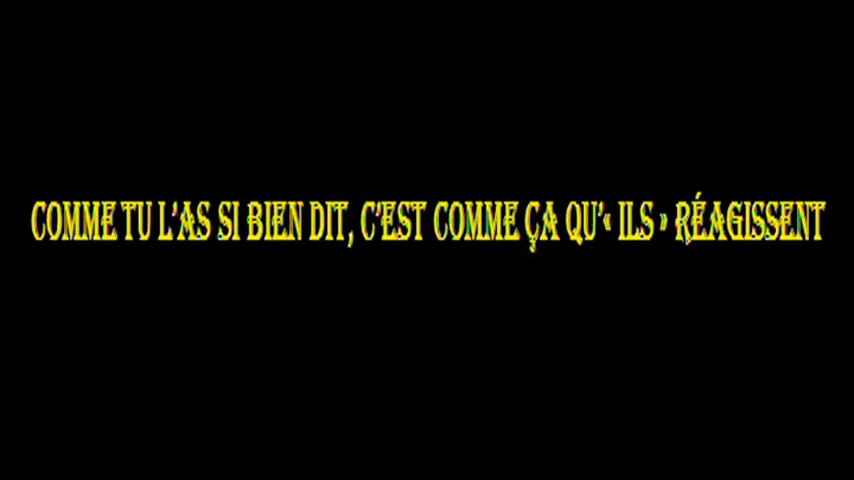 COMME TU L'AS SI BIEN DIT, C'EST COMME ÇA QU'« ILS » RÉAGISSENT